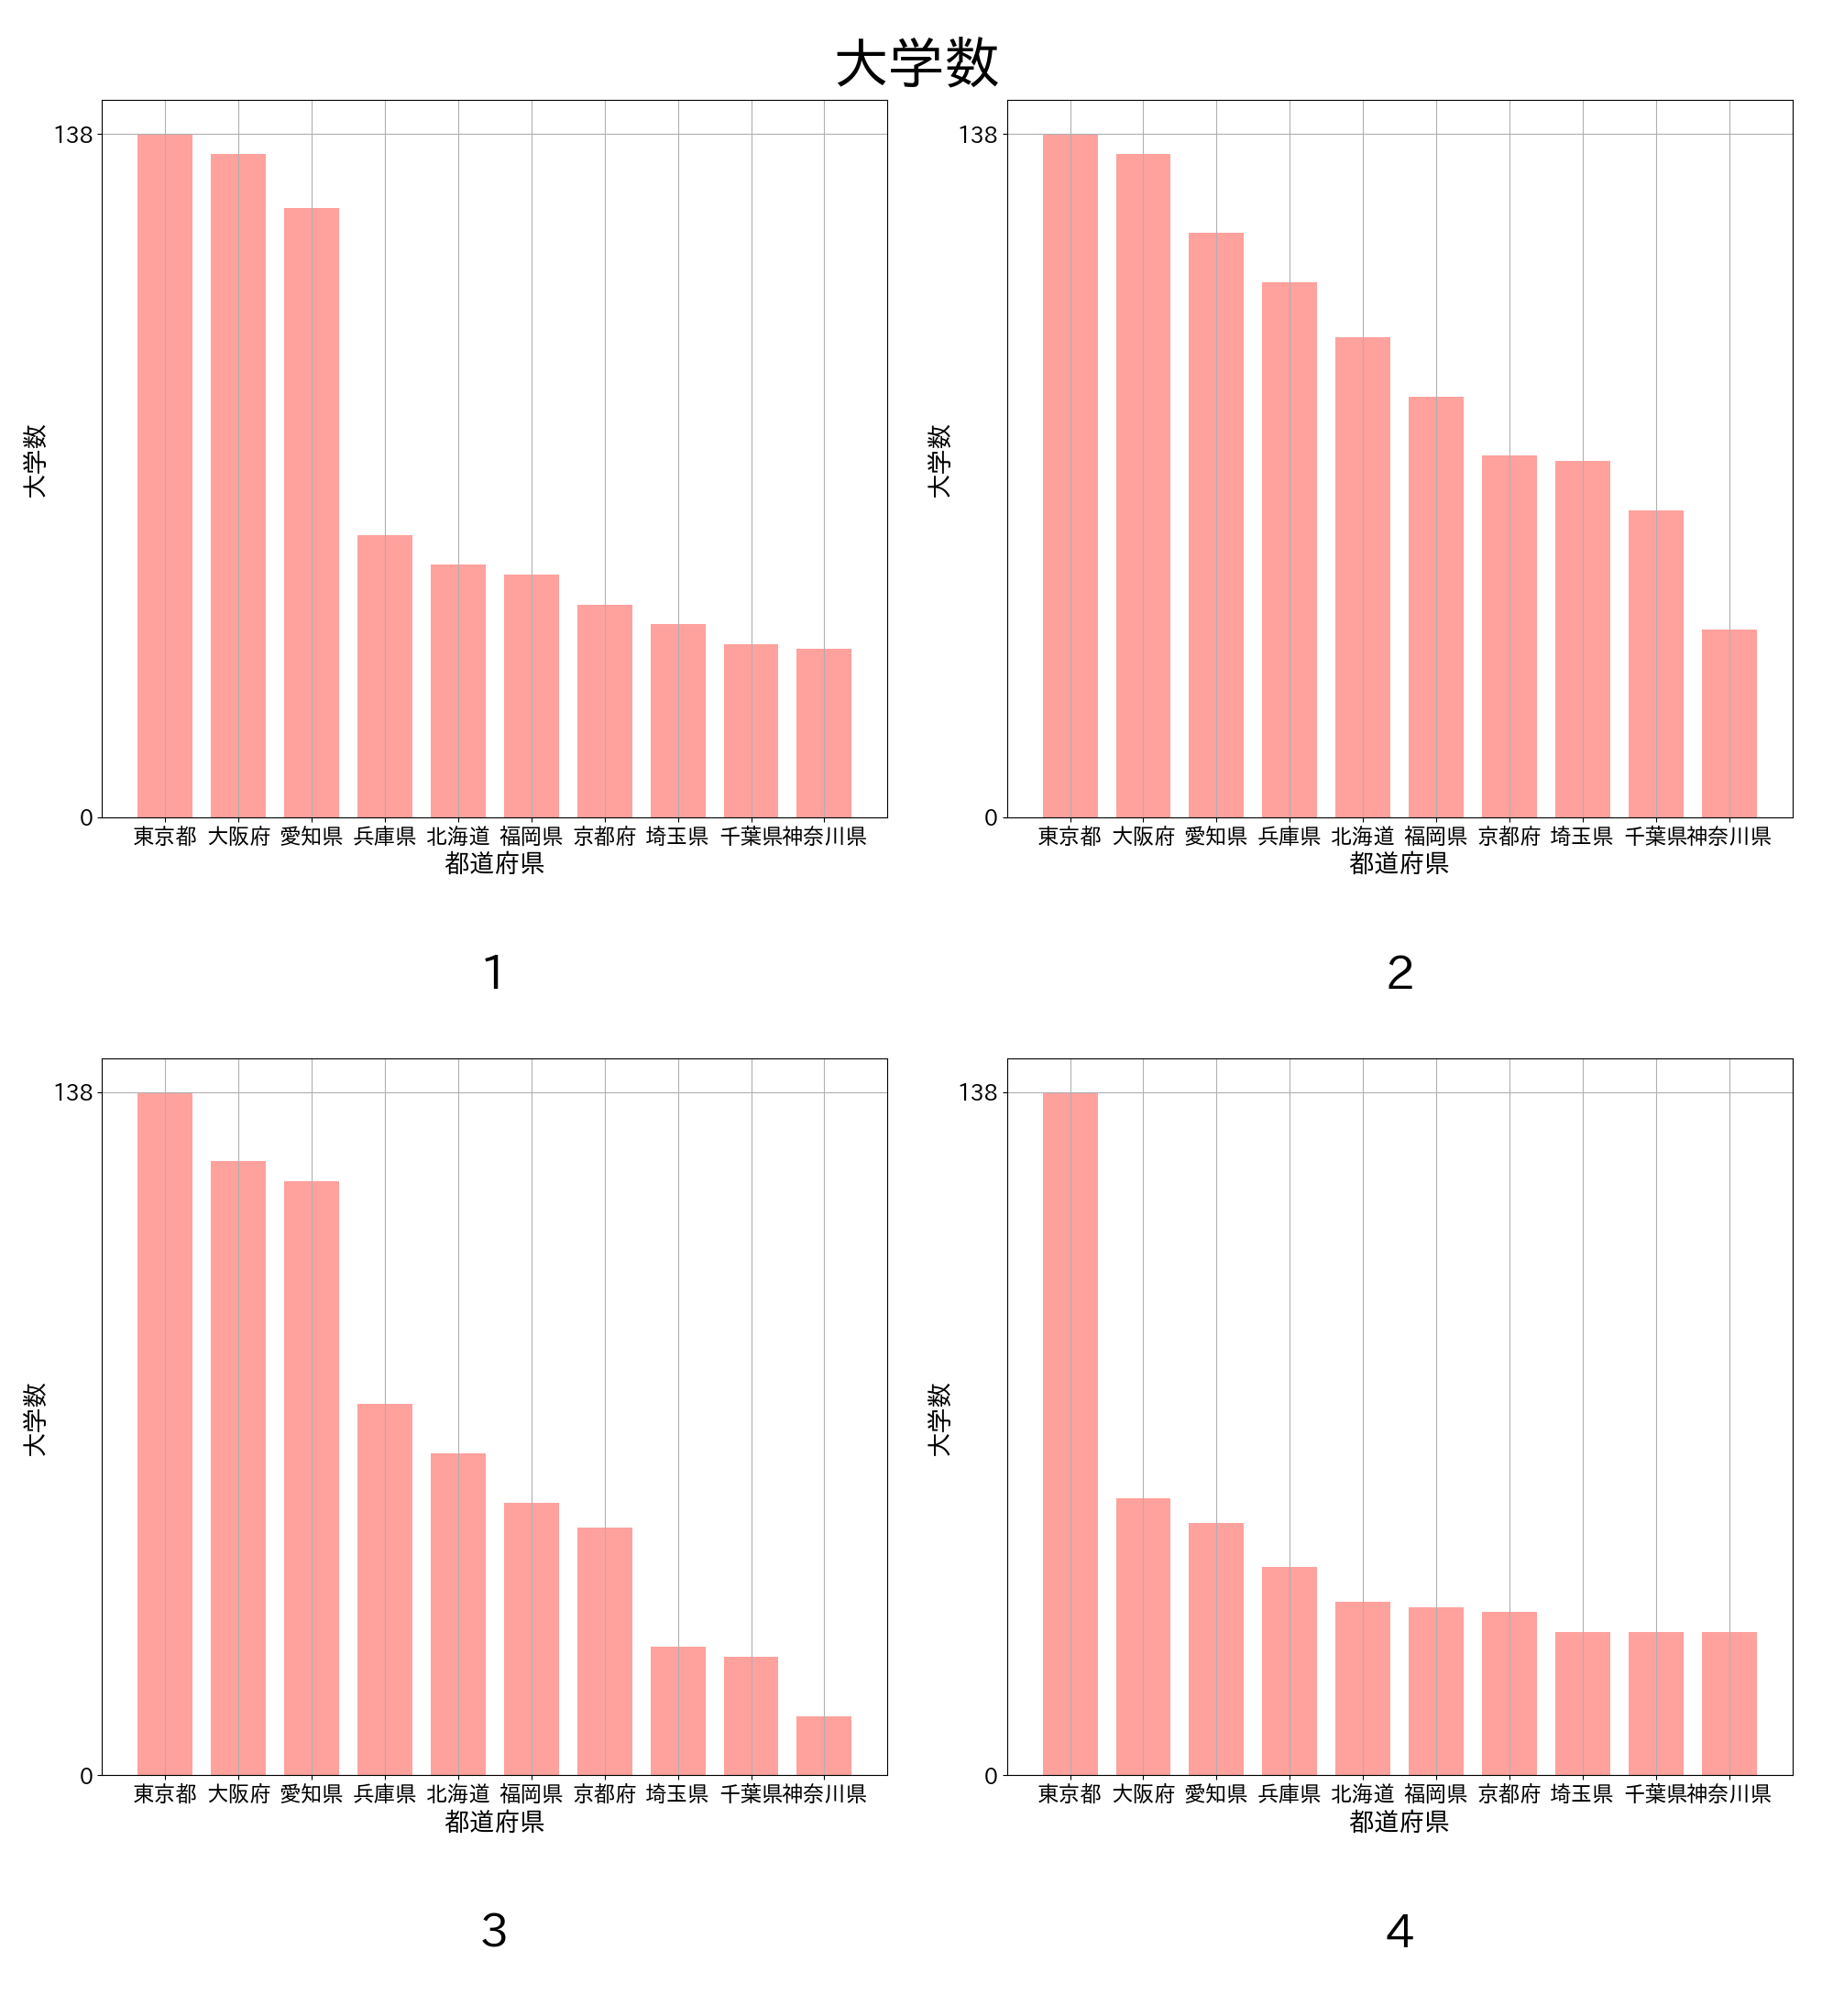 大学数
138
0
大学数
東京都 大阪府 愛知県 兵庫県 北海道 福岡県 京都府 埼玉県 千葉県 神奈川県
都道府県
1
138
0
大学数
東京都 大阪府 愛知県 兵庫県 北海道 福岡県 京都府 埼玉県 千葉県 神奈川県
都道府県
2
138
0
大学数
東京都 大阪府 愛知県 兵庫県 北海道 福岡県 京都府 埼玉県 千葉県 神奈川県
都道府県
3
138
0
大学数
東京都 大阪府 愛知県 兵庫県 北海道 福岡県 京都府 埼玉県 千葉県 神奈川県
都道府県
4